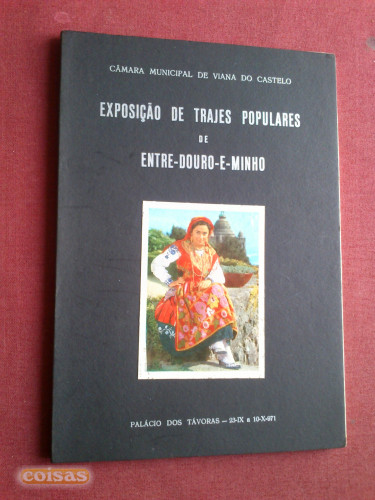 CÂMARA MUNICIPAL DE VIANA DO CASTELO
EXPOSIÇÃO DE TRAJES POPULARES
DE
ENTRE-DOURO-E-MINHO
PALÁCIO DOS TÁVORAS — 23-IX a 10-X-971
coisas